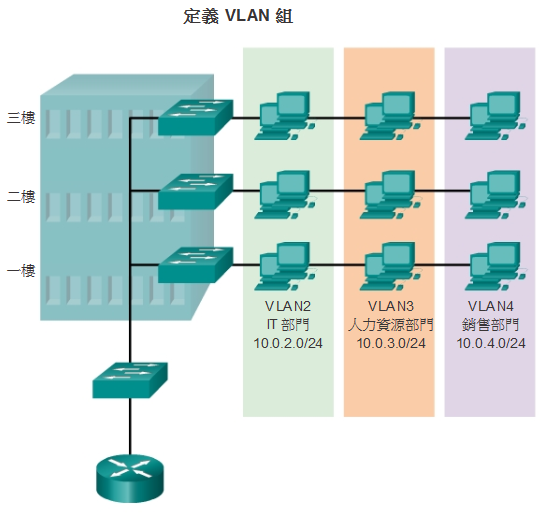 定義 VLAN 組
三樓
二樓
一樓
VLAN2
IT 部門
10.0.2.0/24
VLAN3
人力資源部門
10.0.3.0/24
VLAN4
銷售部門
10.0.4.0/24